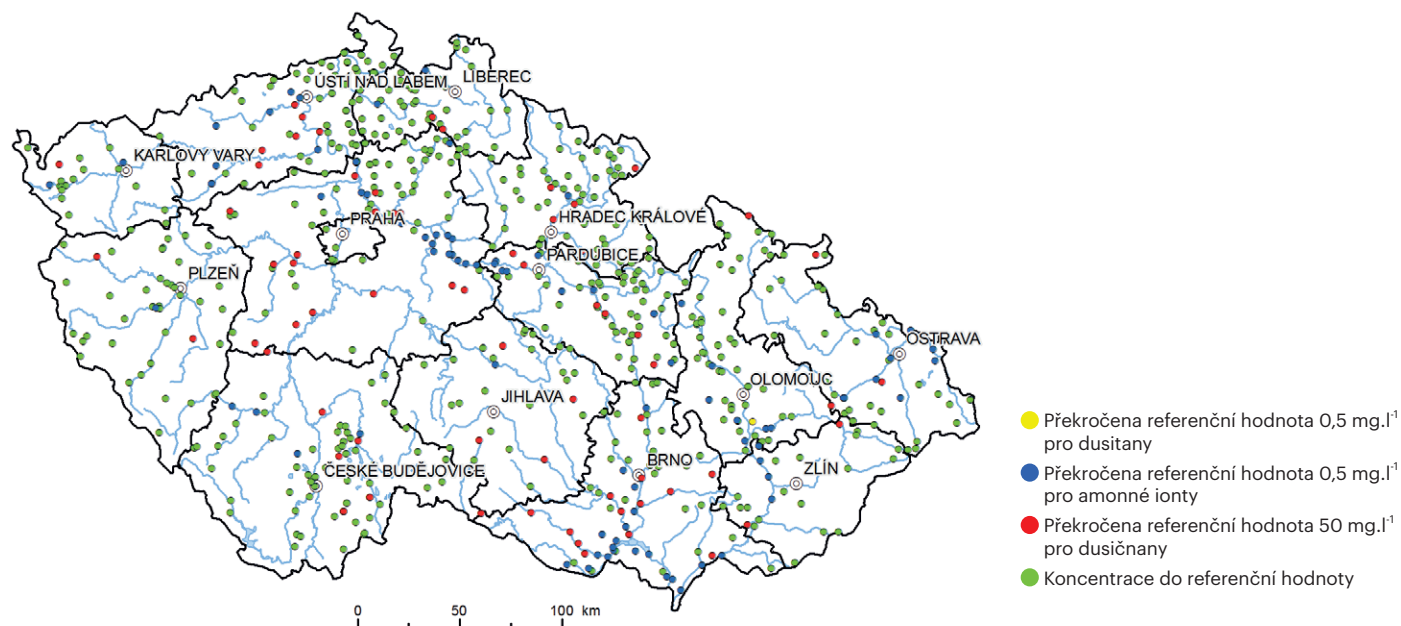 ÚSTÍ NAD LABEM
LIBEREC
KARLOVY VARY
PRAHA
HRADEC KRÁLOVÉ
PARDUBICE
PLZEŇ
OSTRAVA
OLOMOUC
JIHLAVA
BRNO
ZLÍN
ČESKÉ BUDĚJOVICE
0 50 100 km
Překročena referenční hodnota 0,5 mg.l⁻¹
pro dusitany
Překročena referenční hodnota 0,5 mg.l⁻¹
pro amonné ionty
Překročena referenční hodnota 50 mg.l⁻¹
pro dusičnany
Koncentrace do referenční hodnoty